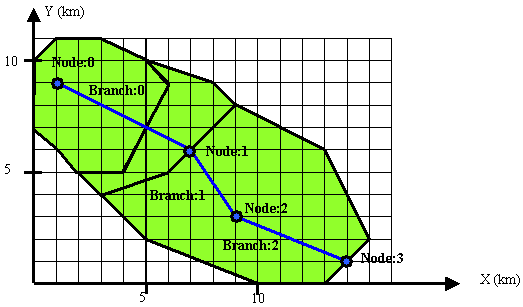 Y (km)
10
Node:0
Branch:0
Node:1
5
Branch:1
Node:2
Branch:2
Node:3
X (km)
5
10